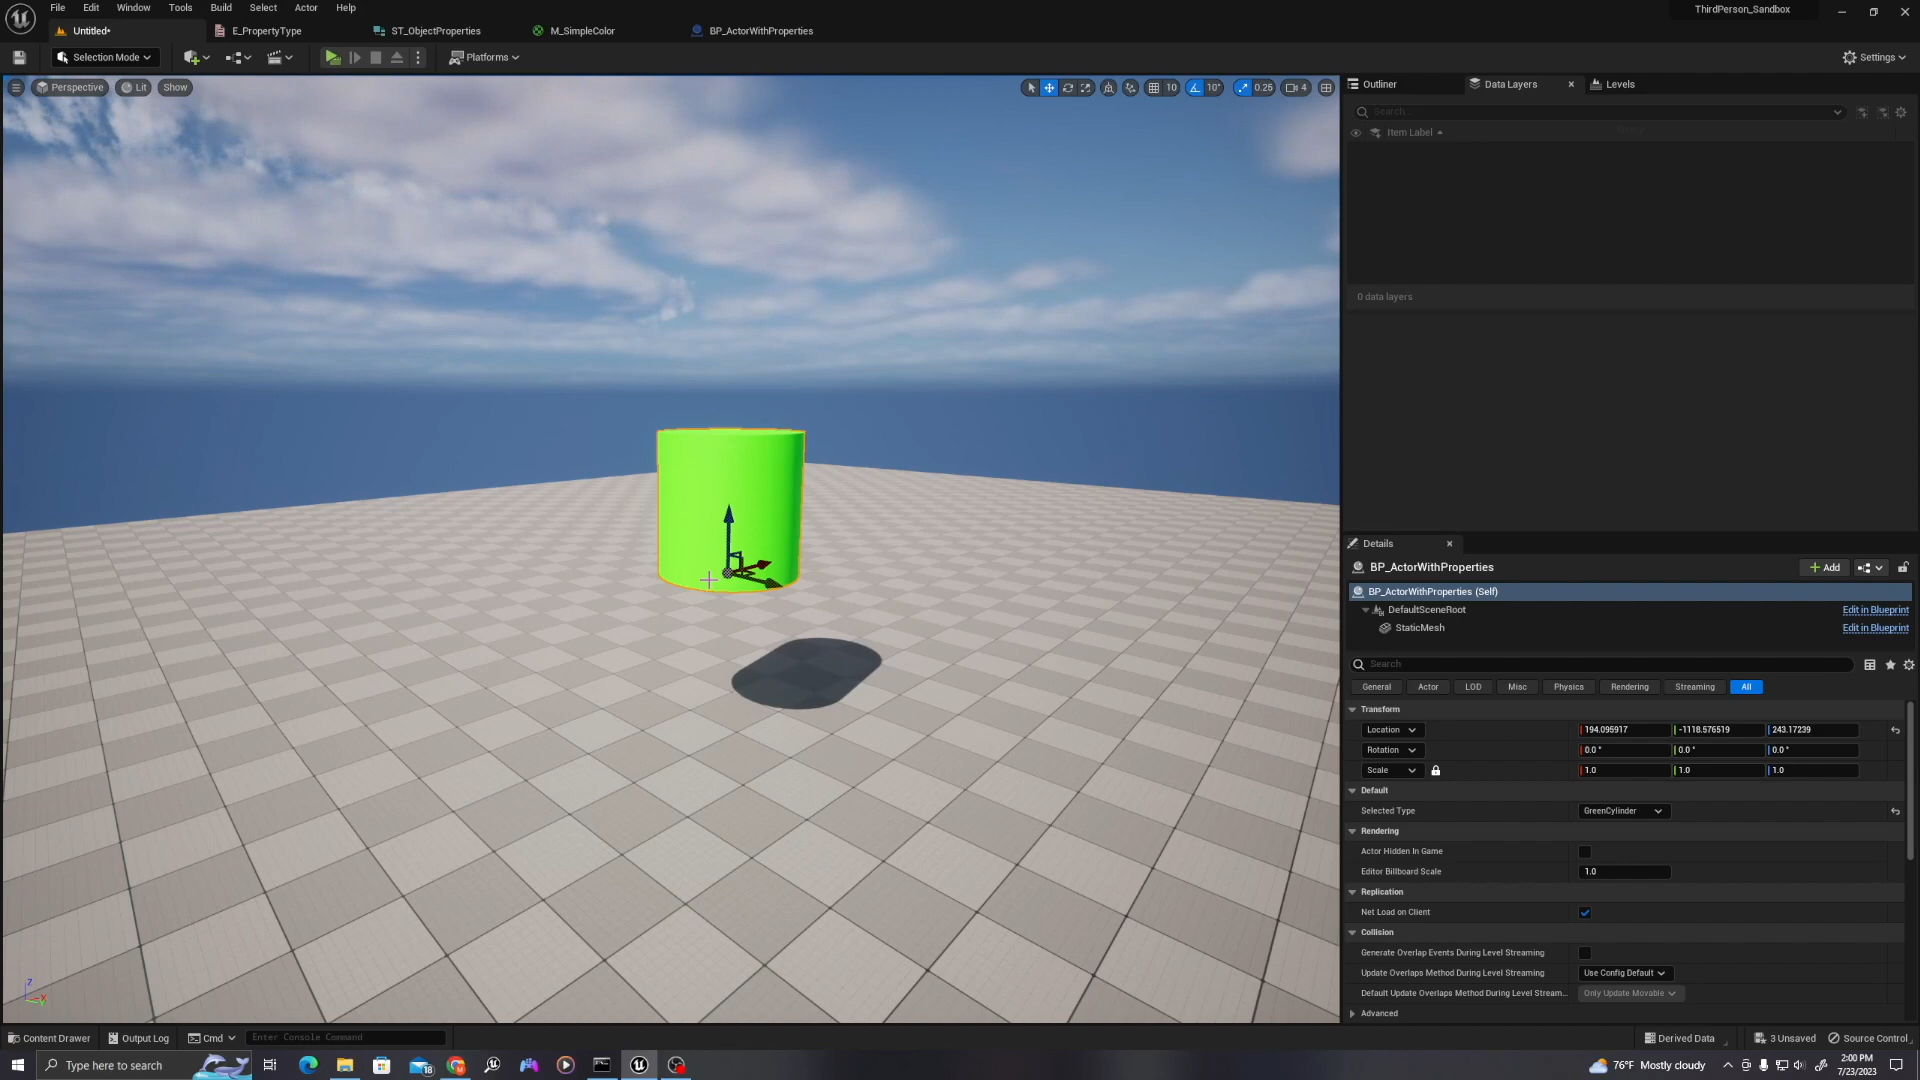 File Edit Window Tools Build Select Actor Help
ThirdPerson_Sandbox
Untitled* E_PropertyType ST_ObjectProperties M_SimpleColor BP_ActorWithProperties
Selection Mode Platforms Settings
Perspective Lit Show 10 10° 0.25 4
Outliner Data Layers Levels
Search...
Item Label
0 data layers
Details
BP_ActorWithProperties Add
BP_ActorWithProperties (Self)
DefaultSceneRoot Edit in Blueprint
StaticMesh Edit in Blueprint
Search
General Actor LOD Misc Physics Rendering Streaming All
Transform
Location 194.095917 -1118.576519 243.17239
Rotation 0.0 ° 0.0 ° 0.0 °
Scale 1.0 1.0 1.0
Default
Selected Type GreenCylinder
Rendering
Actor Hidden In Game
Editor Billboard Scale 1.0
Replication
Net Load on Client
Collision
Generate Overlap Events During Level Streaming
Update Overlaps Method During Level Streaming Use Config Default
Default Update Overlaps Method During Level Stream... Only Update Movable
Advanced
Z
X
Content Drawer Output Log Cmd Enter Console Command Derived Data 3 Unsaved Source Control
Type here to search 18 76°F Mostly cloudy 2:00 PM
7/23/2023